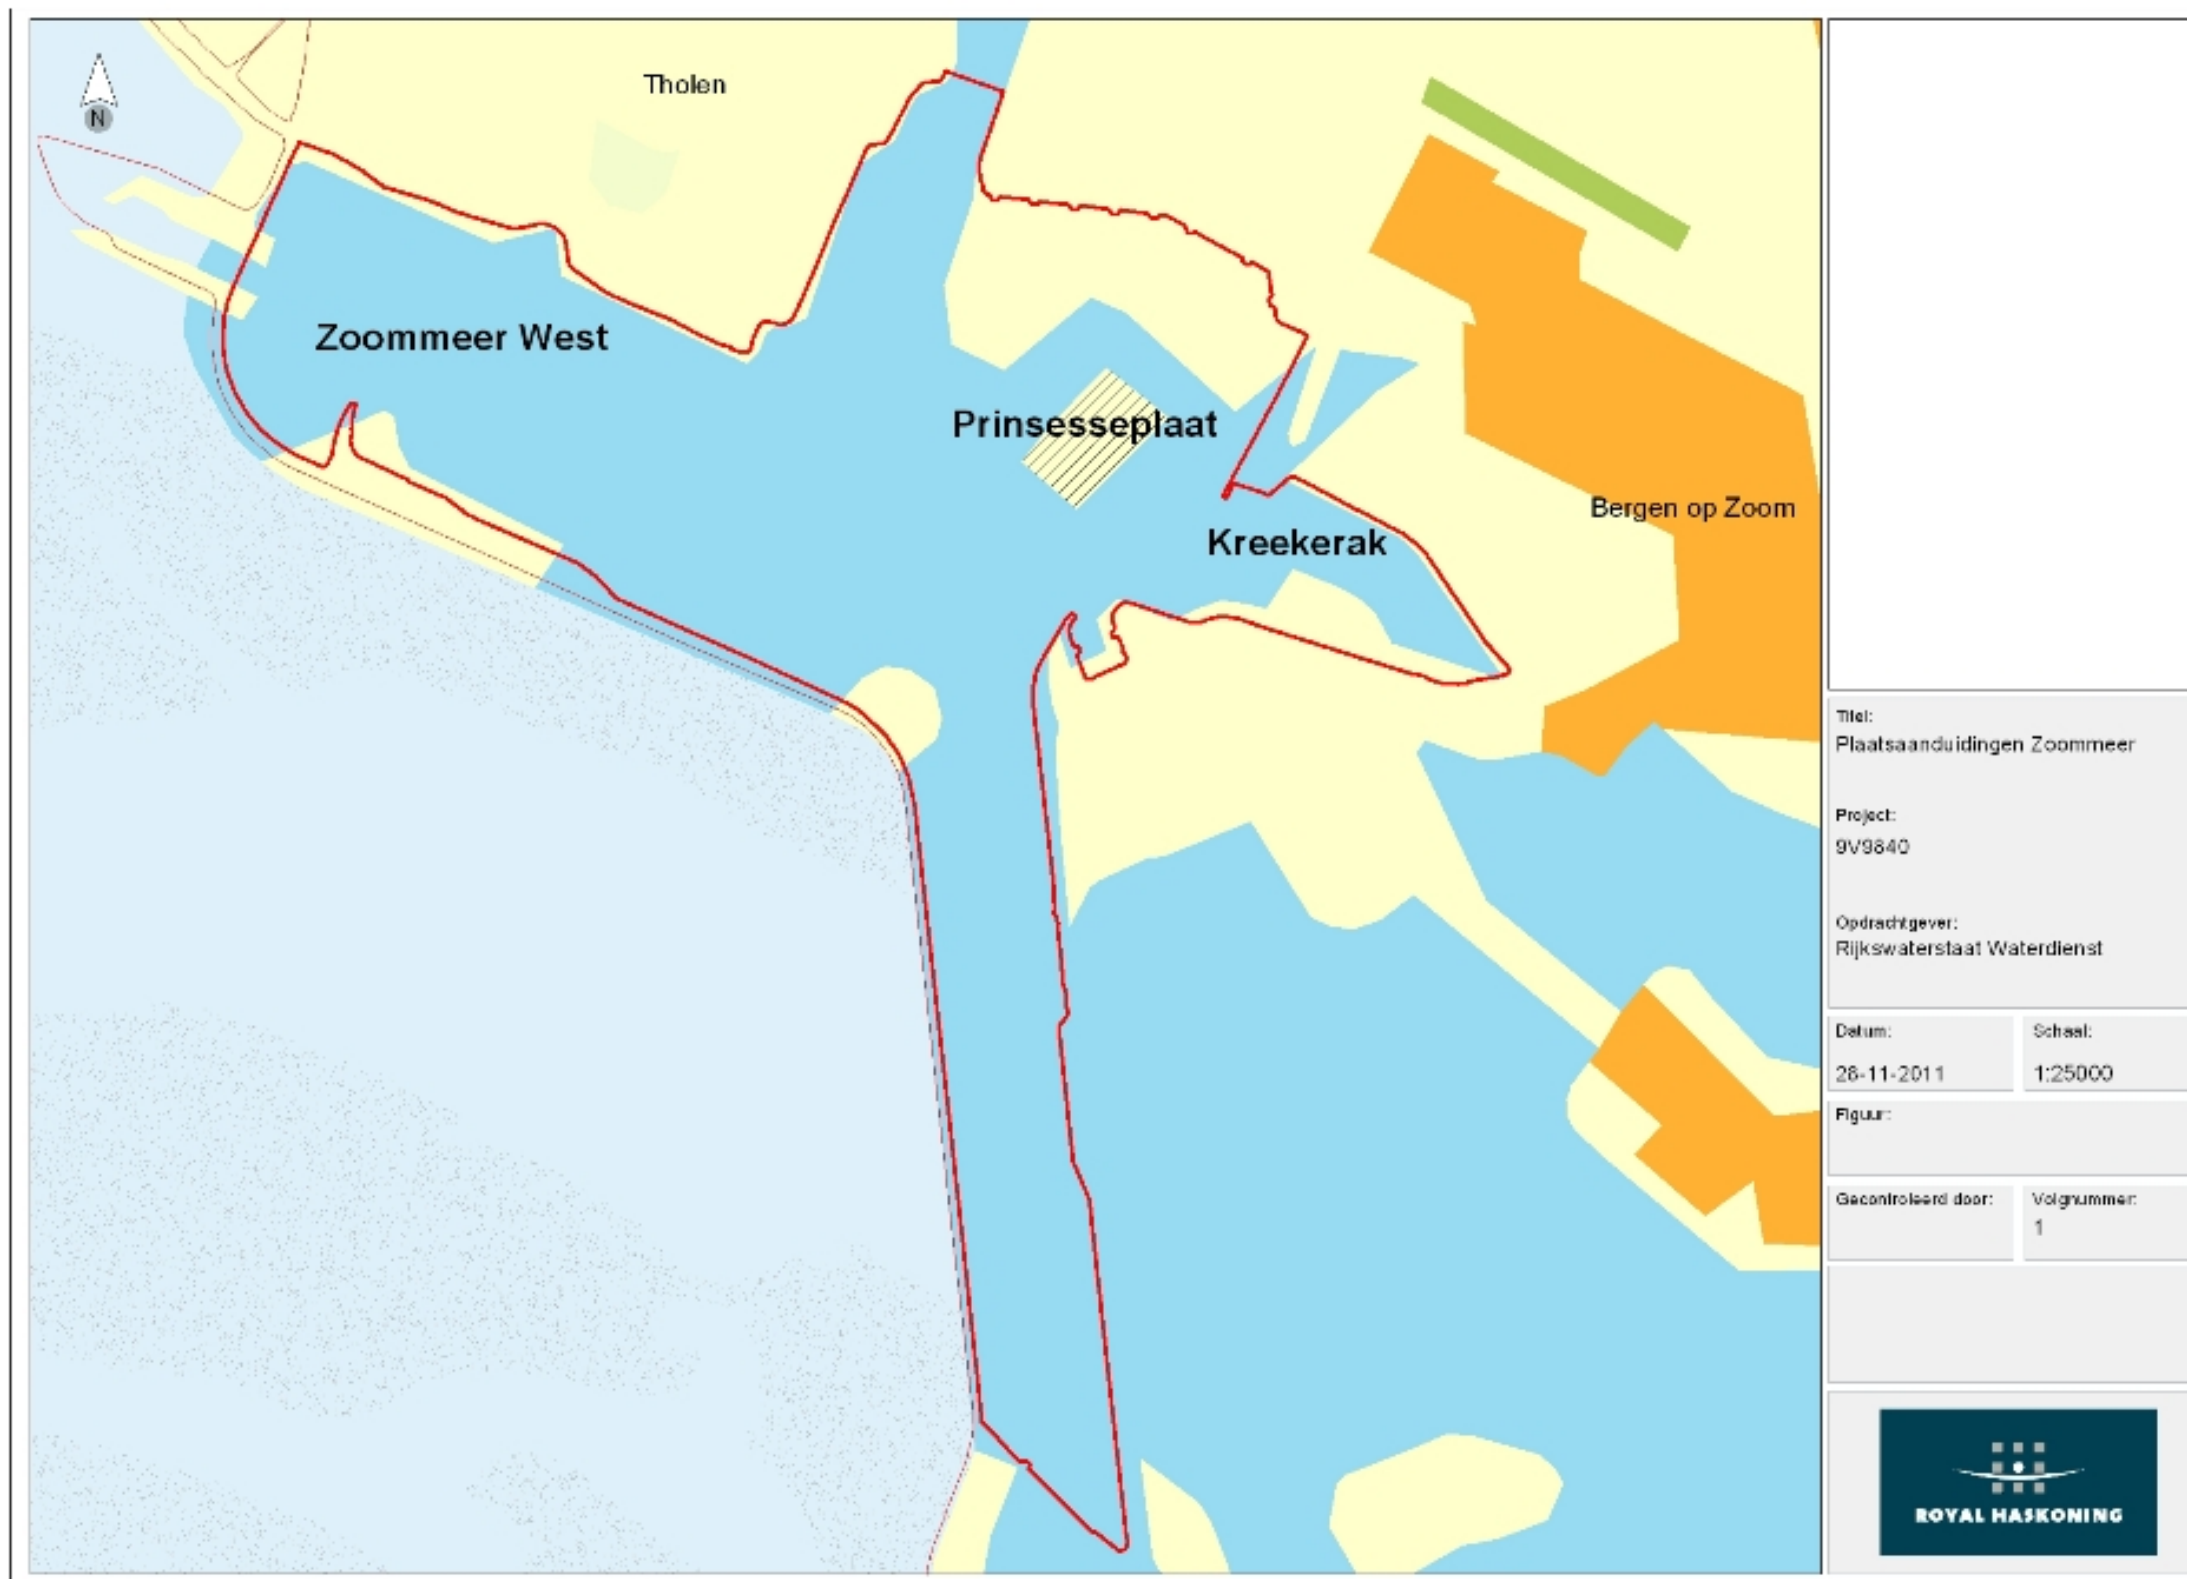 Tholen
N
Zoommeer West
Prinsesseplaat
Bergen op Zoom
Kreekerak
Titel:
Plaatsaanduidingen Zoommeer
Project:
9V9840
Opdrachtgever:
Rijkswaterstaat Waterdienst
Datum: Schaal:
28-11-2011 1:25000
Figuur:
Gecontroleerd door: Volgnummer:
1
ROYAL HASKONING